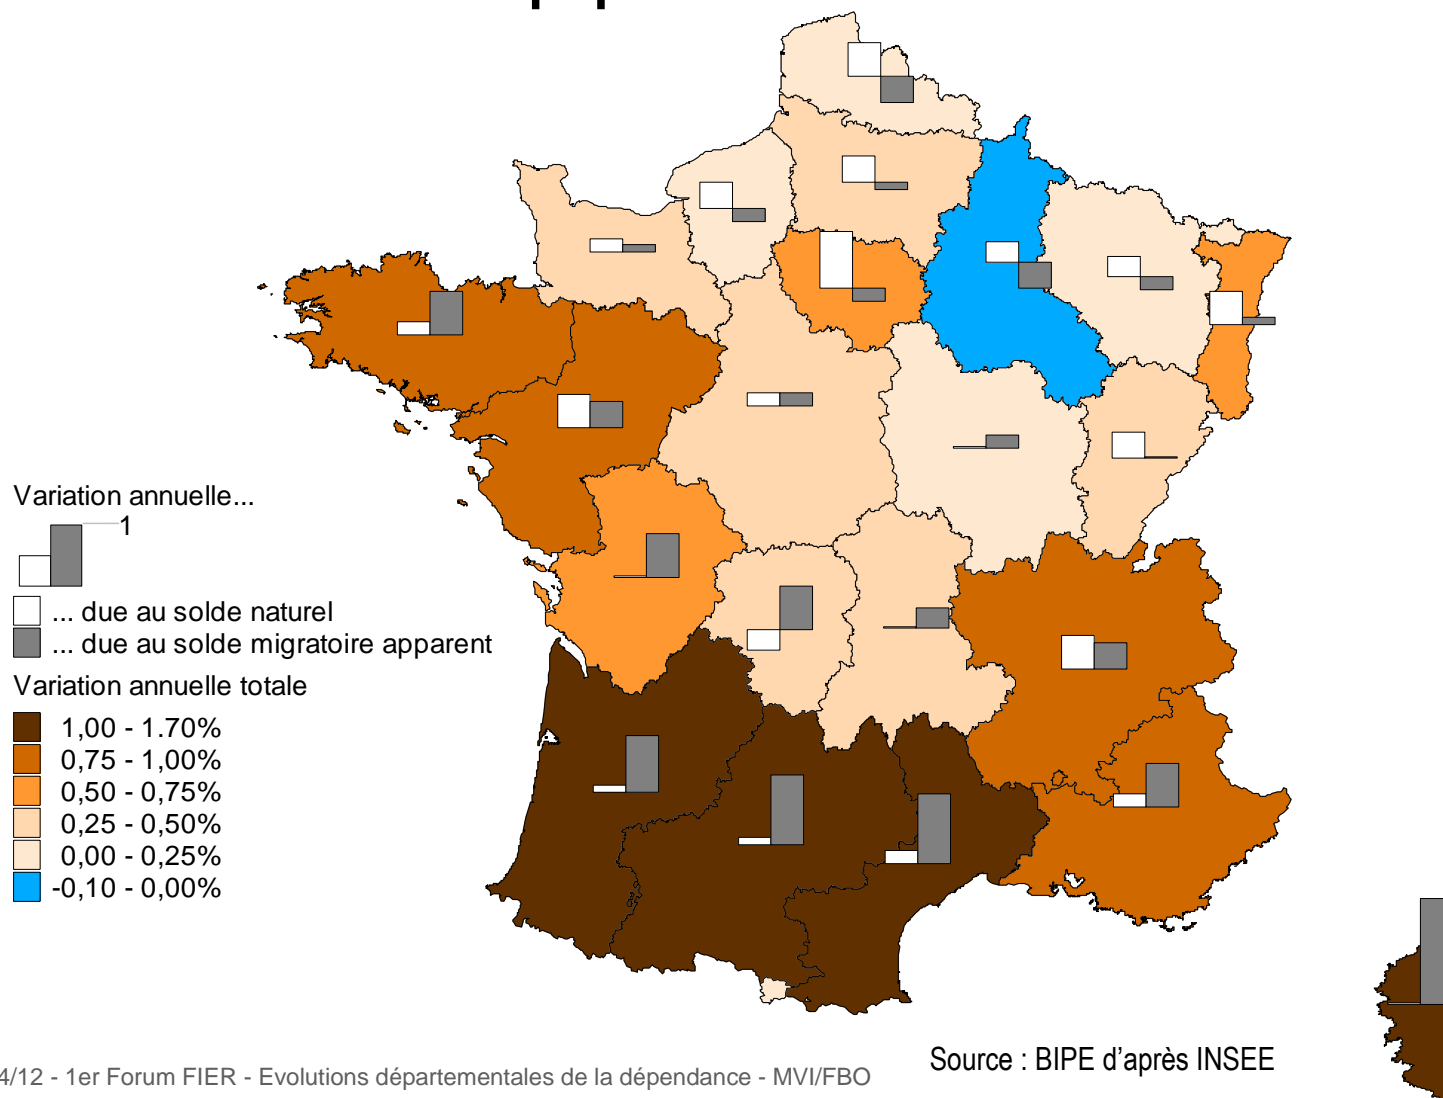 Variation annuelle...
1
... due au solde naturel
... due au solde migratoire apparent
Variation annuelle totale
1,00 - 1.70%
0,75 - 1,00%
0,50 - 0,75%
0,25 - 0,50%
0,00 - 0,25%
-0,10 - 0,00%
Source : BIPE d’après INSEE
4/12 - 1er Forum FIER - Evolutions départementales de la dépendance - MVI/FBO